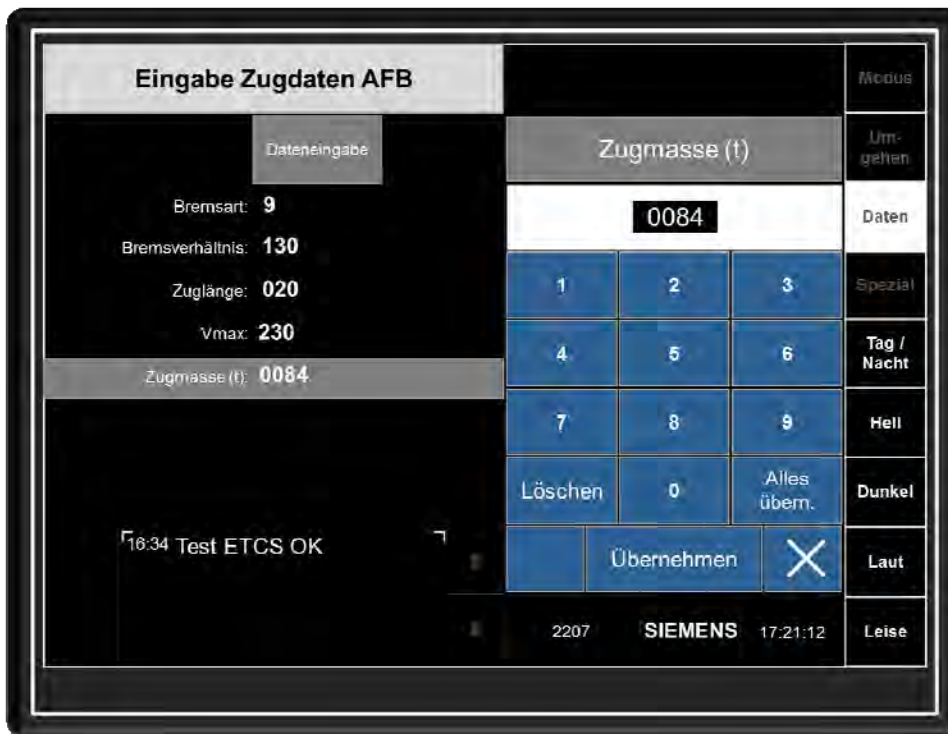 Eingabe Zugdaten AFB
Dateneingabe
Bremsart: 9
Bremsverhältnis: 130
Zuglänge: 020
Vmax: 230
Zugmasse (t): 0084
16:34 Test ETCS OK
Zugmasse (t)
0084
1 2 3
4 5 6
7 8 9
Löschen 0 Alles
übern.
Übernehmen
2207 SIEMENS 17:21:12
Modus
Um-
gehen
Daten
Spezial
Tag /
Nacht
Hell
Dunkel
Laut
Leise